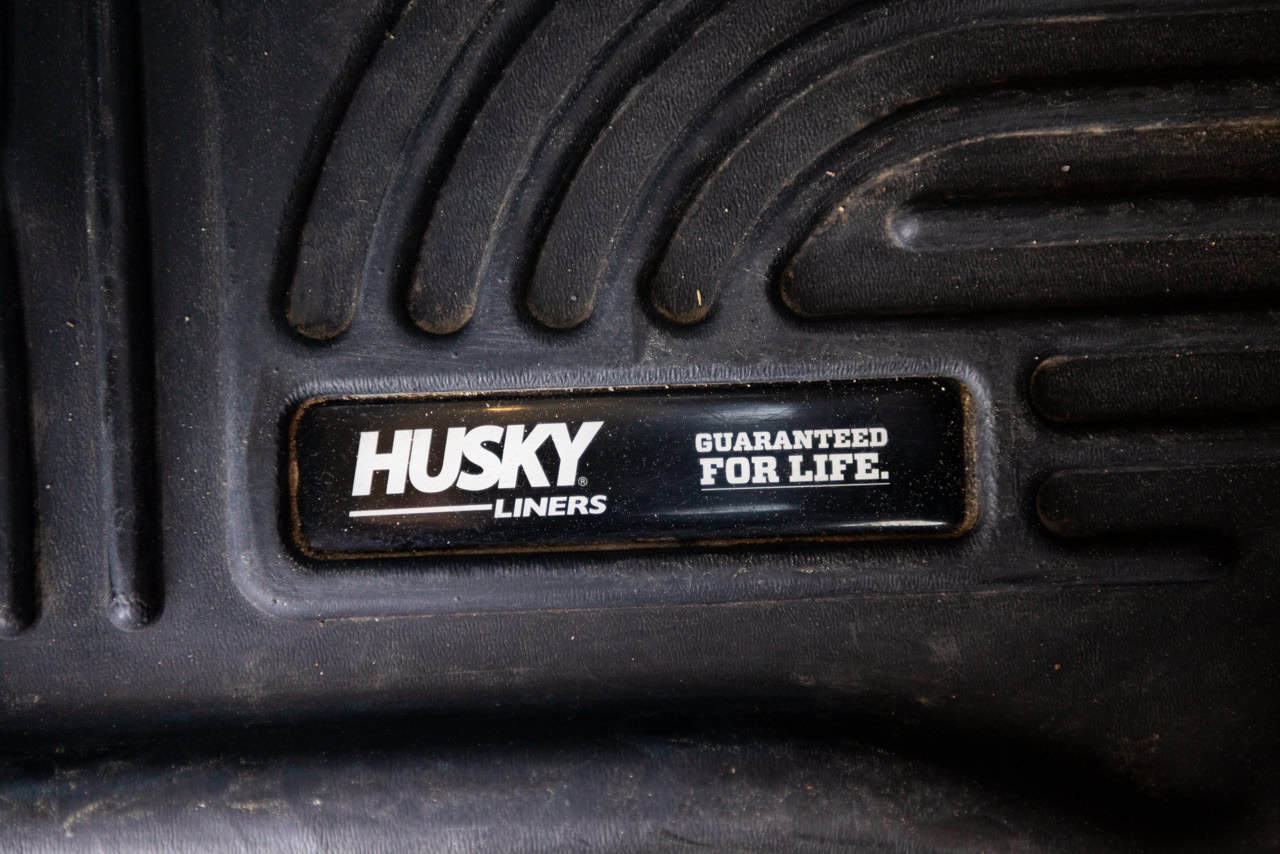 HUSKY®
LINERS
GUARANTEED
FOR LIFE.